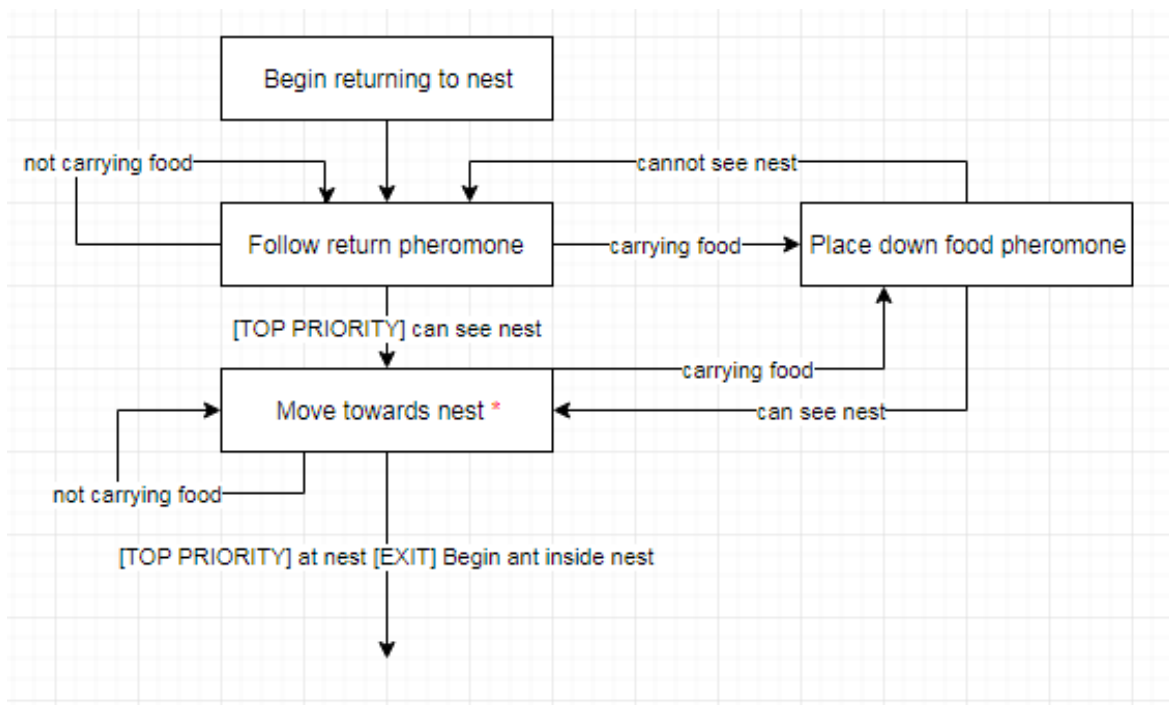 Begin returning to nest
not carrying food
cannot see nest
Follow return pheromone
carrying food
Place down food pheromone
[TOP PRIORITY] can see nest
carrying food
Move towards nest *
can see nest
not carrying food
[TOP PRIORITY] at nest [EXIT] Begin ant inside nest